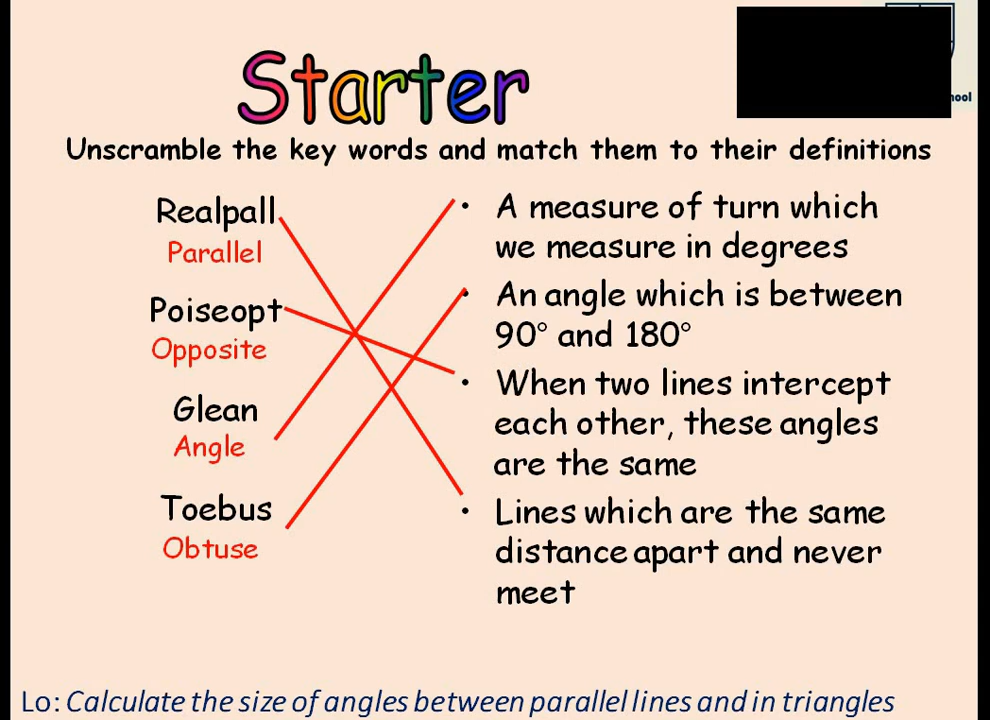 Starter
ool
Unscramble the key words and match them to their definitions
Realpall
Parallel
Poiseopt
Opposite
Glean
Angle
Toebus
Obtuse
• A measure of turn which
we measure in degrees
• An angle which is between
90° and 180°
• When two lines intercept
each other, these angles
are the same
• Lines which are the same
distance apart and never
meet
Lo: Calculate the size of angles between parallel lines and in triangles